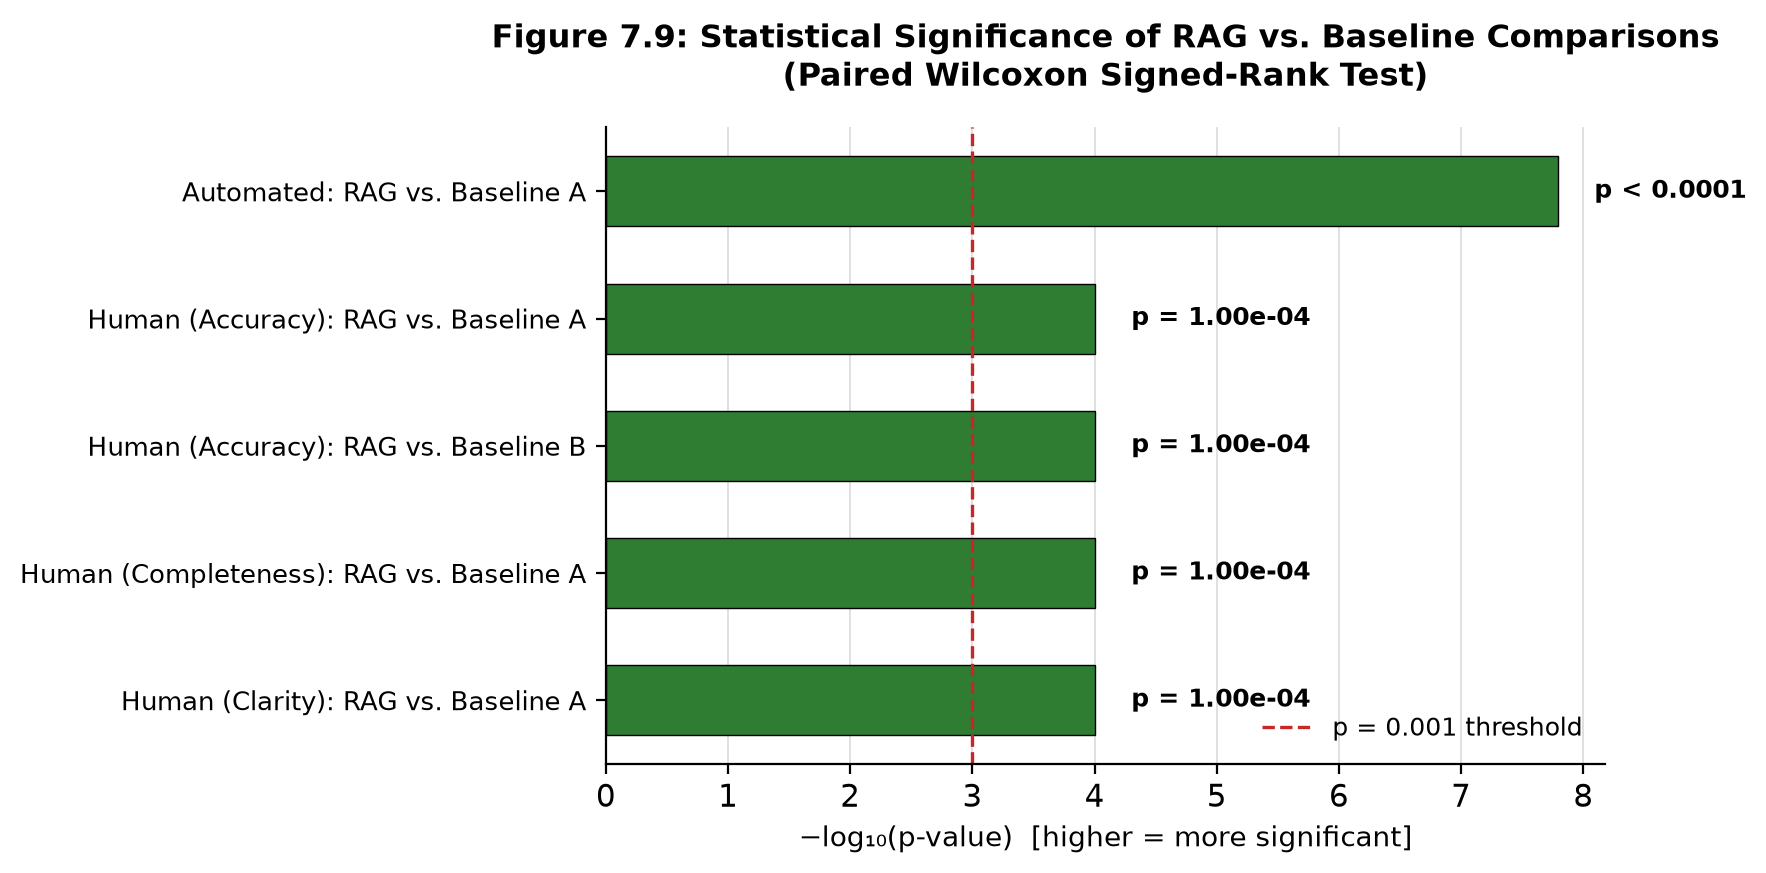 Figure 7.9: Statistical Significance of RAG vs. Baseline Comparisons
(Paired Wilcoxon Signed-Rank Test)
Automated: RAG vs. Baseline A
p < 0.0001
Human (Accuracy): RAG vs. Baseline A
p = 1.00e-04
Human (Accuracy): RAG vs. Baseline B
p = 1.00e-04
Human (Completeness): RAG vs. Baseline A
p = 1.00e-04
Human (Clarity): RAG vs. Baseline A
p = 1.00e-04
p = 0.001 threshold
0 1 2 3 4 5 6 7 8
−log₁₀(p-value) [higher = more significant]